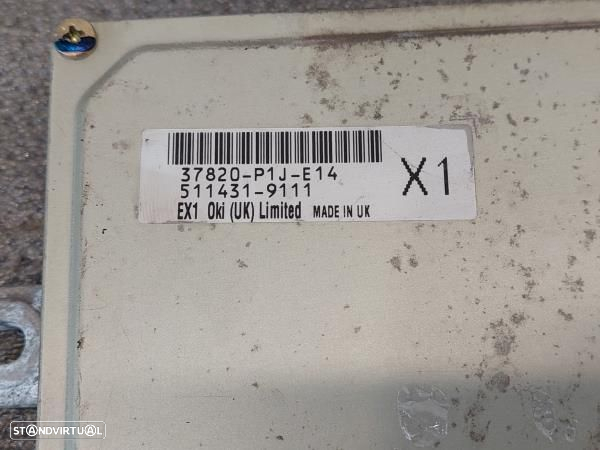 37820-P1J-E14
511431-9111
X1
EX1 Oki (UK) Limited MADE IN UK
STANDVIRTUAL